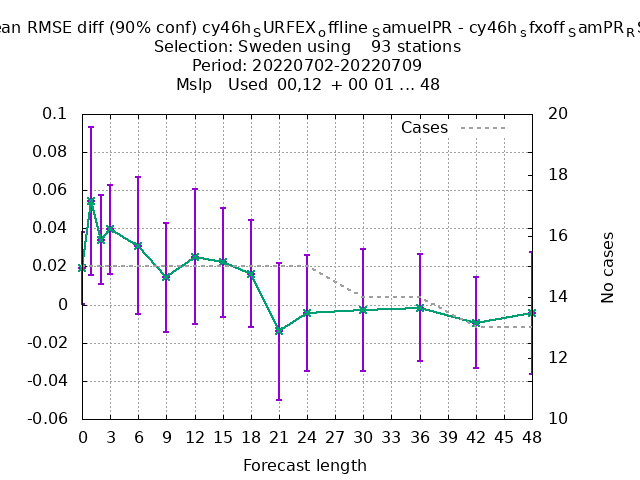 ean RMSE diff (90% conf) cy46h_SURFEX_offline_SamuelPR - cy46h_sfxoff_SamPR_RS
Selection: Sweden using 93 stations
Period: 20220702-20220709
Mslp Used 00,12 + 00 01 ... 48
Cases
0.1
0.08
0.06
0.04
0.02
0
-0.02
-0.04
-0.06
20
18
16
14
12
10
No cases
0 3 6 9 12 15 18 21 24 27 30 33 36 39 42 45 48
Forecast length